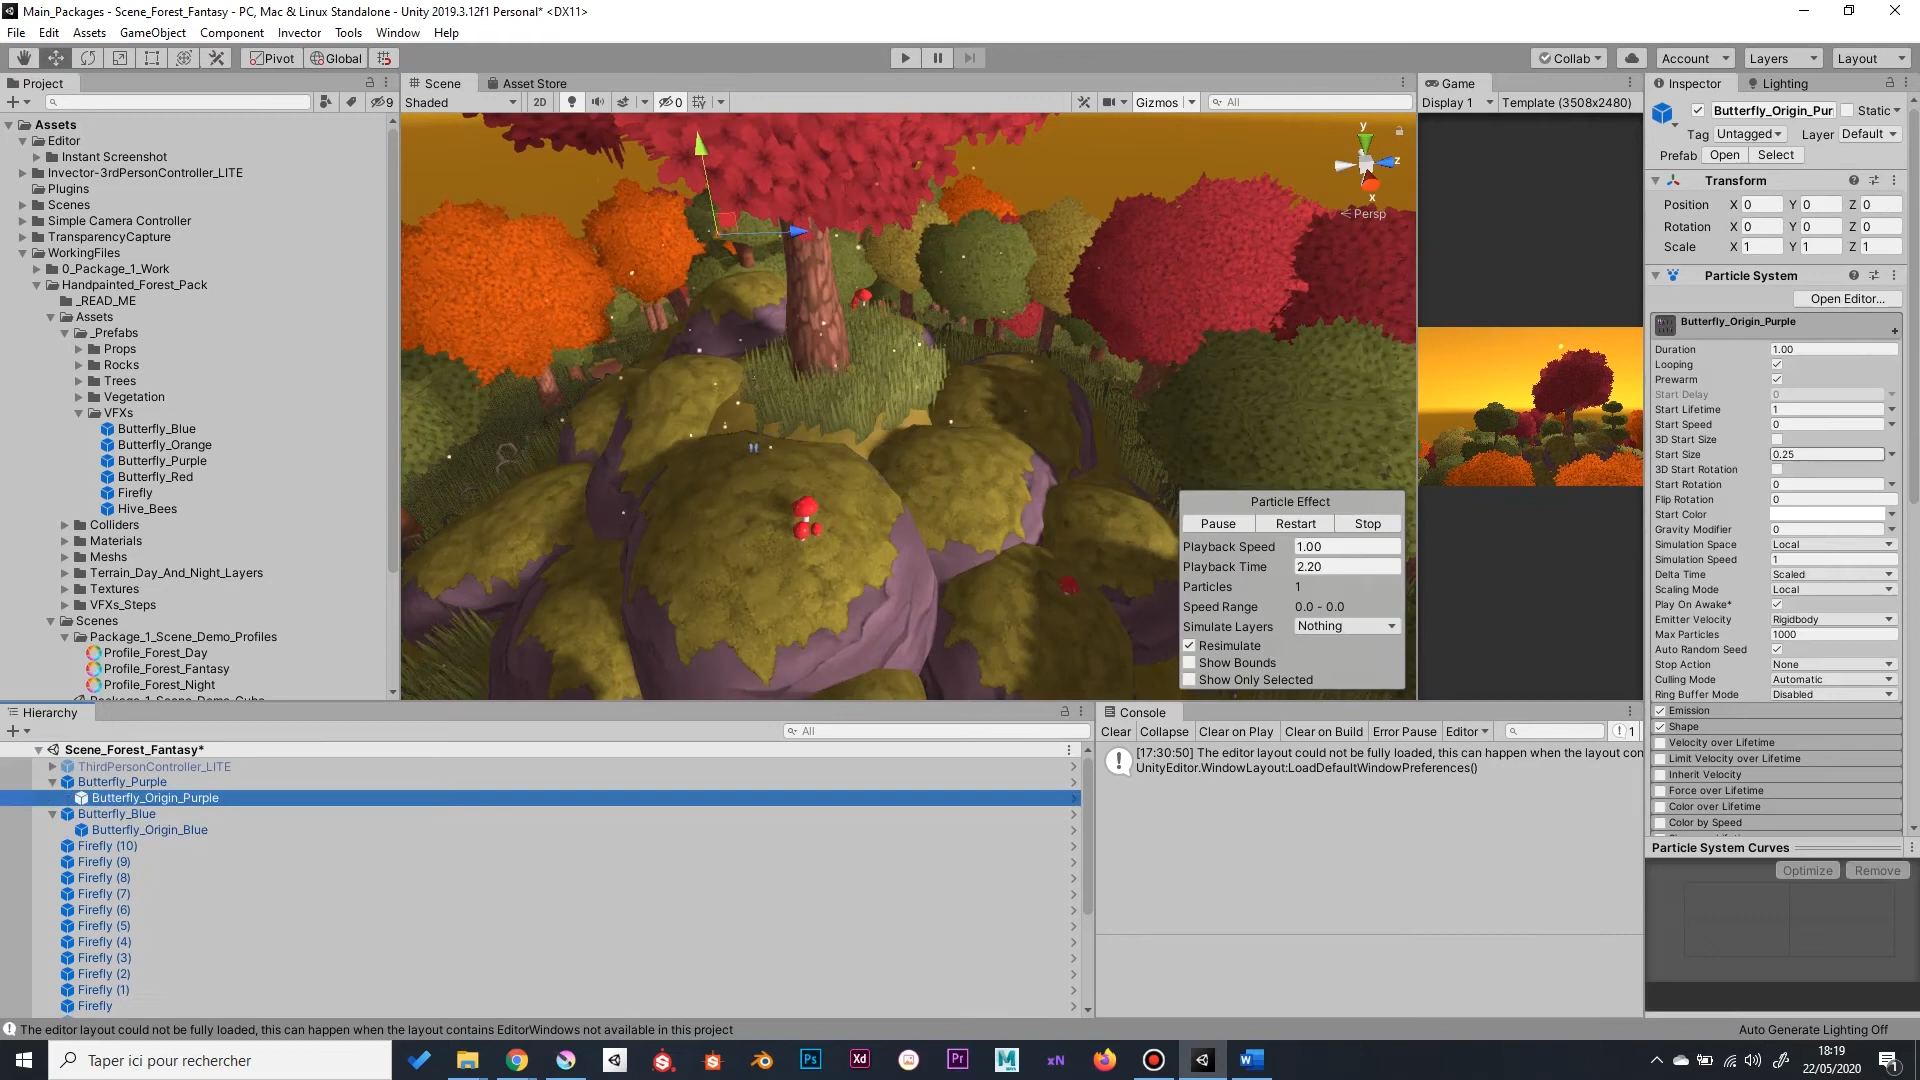 Main_Packages - Scene_Forest_Fantasy - PC, Mac & Linux Standalone - Unity 2019.3.12f1 Personal* <DX11>
File Edit Assets GameObject Component Invector Tools Window Help
Pivot Global Collab Account Layers Layout
Project
9
Assets
Editor
Instant Screenshot
Invector-3rdPersonController_LITE
Plugins
Scenes
Simple Camera Controller
TransparencyCapture
WorkingFiles
0_Package_1_Work
Handpainted_Forest_Pack
_READ_ME
Assets
_Prefabs
Props
Rocks
Trees
Vegetation
VFXs
Butterfly_Blue
Butterfly_Orange
Butterfly_Purple
Butterfly_Red
Firefly
Hive_Bees
Colliders
Materials
Meshs
Terrain_Day_And_Night_Layers
Textures
VFXs_Steps
Scenes
Package_1_Scene_Demo_Profiles
Profile_Forest_Day
Profile_Forest_Fantasy
Profile_Forest_Night
Scene Asset Store
Shaded 2D 0 Gizmos All
y
z
x
Persp
Particle Effect
Pause Restart Stop
Playback Speed 1.00
Playback Time 2.20
Particles 1
Speed Range 0.0 - 0.0
Simulate Layers Nothing
Resimulate
Show Bounds
Show Only Selected
Game
Display 1 Template (3508x2480)
Inspector Lighting
Butterfly_Origin_Pur Static
Tag Untagged Layer Default
Prefab Open Select
Transform
Position X 0 Y 0 Z 0
Rotation X 0 Y 0 Z 0
Scale X 1 Y 1 Z 1
Particle System
Open Editor...
Butterfly_Origin_Purple
Duration 1.00
Looping
Prewarm
Start Delay 0
Start Lifetime 1
Start Speed 0
3D Start Size
Start Size 0.25
3D Start Rotation
Start Rotation 0
Flip Rotation 0
Start Color
Gravity Modifier 0
Simulation Space Local
Simulation Speed 1
Delta Time Scaled
Scaling Mode Local
Play On Awake*
Emitter Velocity Rigidbody
Max Particles 1000
Auto Random Seed
Stop Action None
Culling Mode Automatic
Ring Buffer Mode Disabled
Emission
Shape
Velocity over Lifetime
Limit Velocity over Lifetime
Inherit Velocity
Force over Lifetime
Color over Lifetime
Color by Speed
Particle System Curves
Optimize Remove
Hierarchy
All
Scene_Forest_Fantasy*
ThirdPersonController_LITE
Butterfly_Purple
Butterfly_Origin_Purple
Butterfly_Blue
Butterfly_Origin_Blue
Firefly (10)
Firefly (9)
Firefly (8)
Firefly (7)
Firefly (6)
Firefly (5)
Firefly (4)
Firefly (3)
Firefly (2)
Firefly (1)
Firefly
Console
Clear Collapse Clear on Play Clear on Build Error Pause Editor 1
[17:30:50] The editor layout could not be fully loaded, this can happen when the layout con
UnityEditor.WindowLayout:LoadDefaultWindowPreferences()
The editor layout could not be fully loaded, this can happen when the layout contains EditorWindows not available in this project
Auto Generate Lighting Off
Taper ici pour rechercher
Ps
Xd
Pr
M
xN
W
18:19
22/05/2020
1